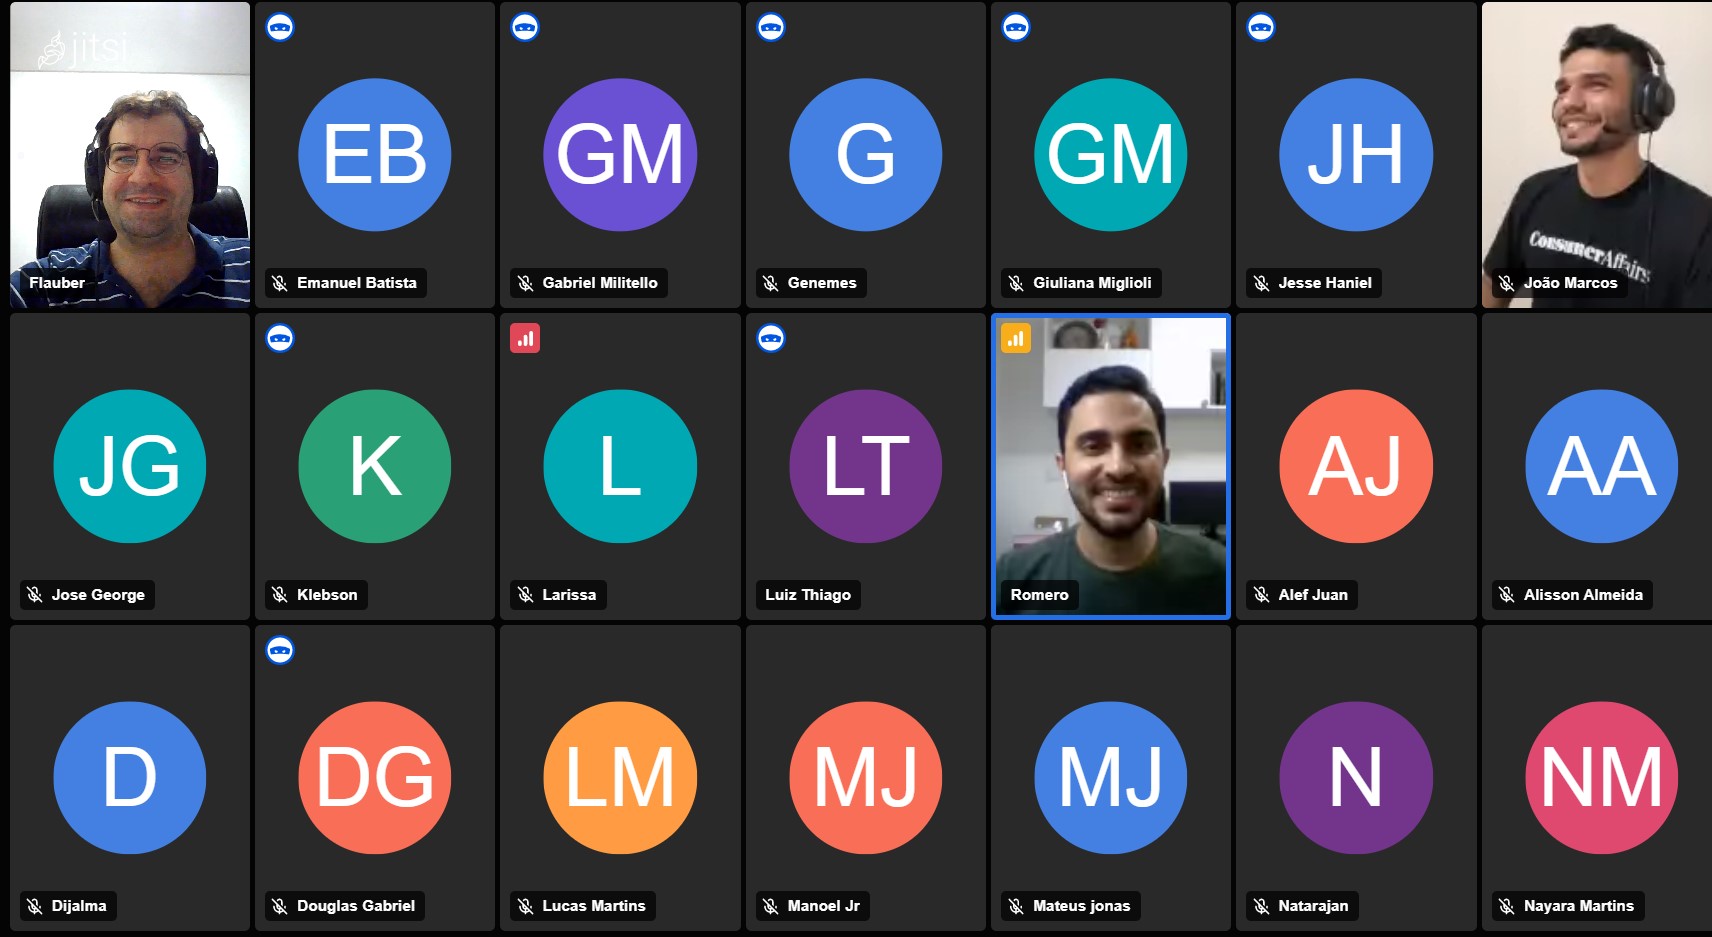 jitsi
EB
GM
G
GM
JH
ConsumerAffairs
Flauber
Emanuel Batista
Gabriel Militello
Genemes
Giuliana Miglioli
Jesse Haniel
João Marcos
JG
K
L
LT
AJ
AA
Jose George
Klebson
Larissa
Luiz Thiago
Romero
Alef Juan
Alisson Almeida
D
DG
LM
MJ
MJ
N
NM
Dijalma
Douglas Gabriel
Lucas Martins
Manoel Jr
Mateus jonas
Natarajan
Nayara Martins